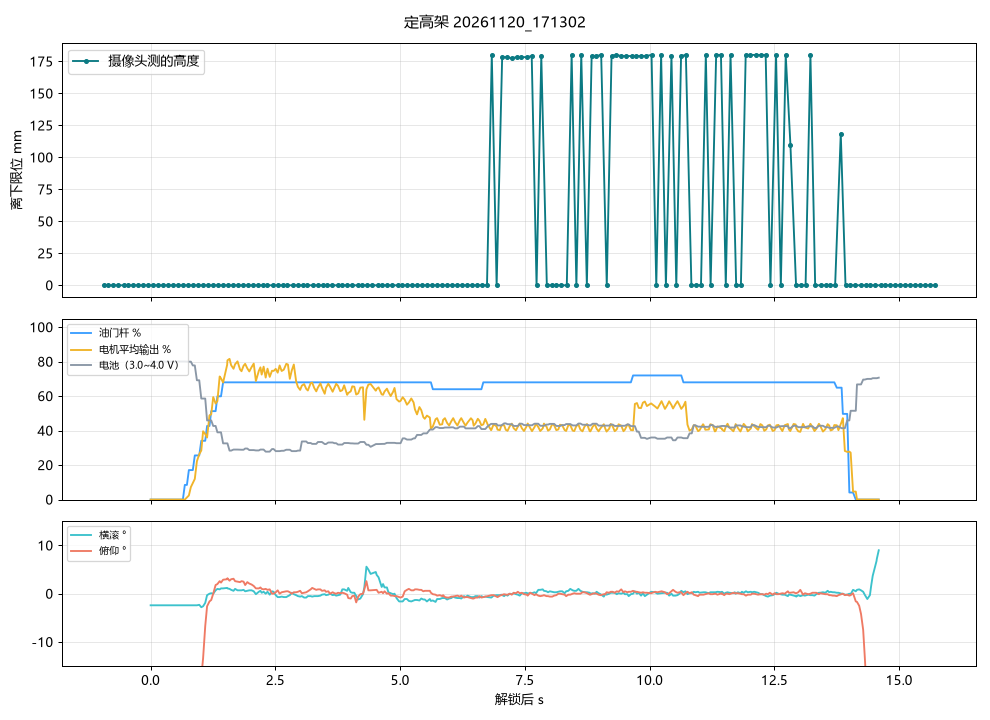 定高架 20261120_171302
离下限位 mm
175
150
125
100
75
50
25
0
摄像头测的高度
100
80
60
40
20
0
油门杆 %
电机平均输出 %
电池（3.0~4.0 V）
10
0
-10
横滚 °
俯仰 °
0.0 2.5 5.0 7.5 10.0 12.5 15.0
解锁后 s